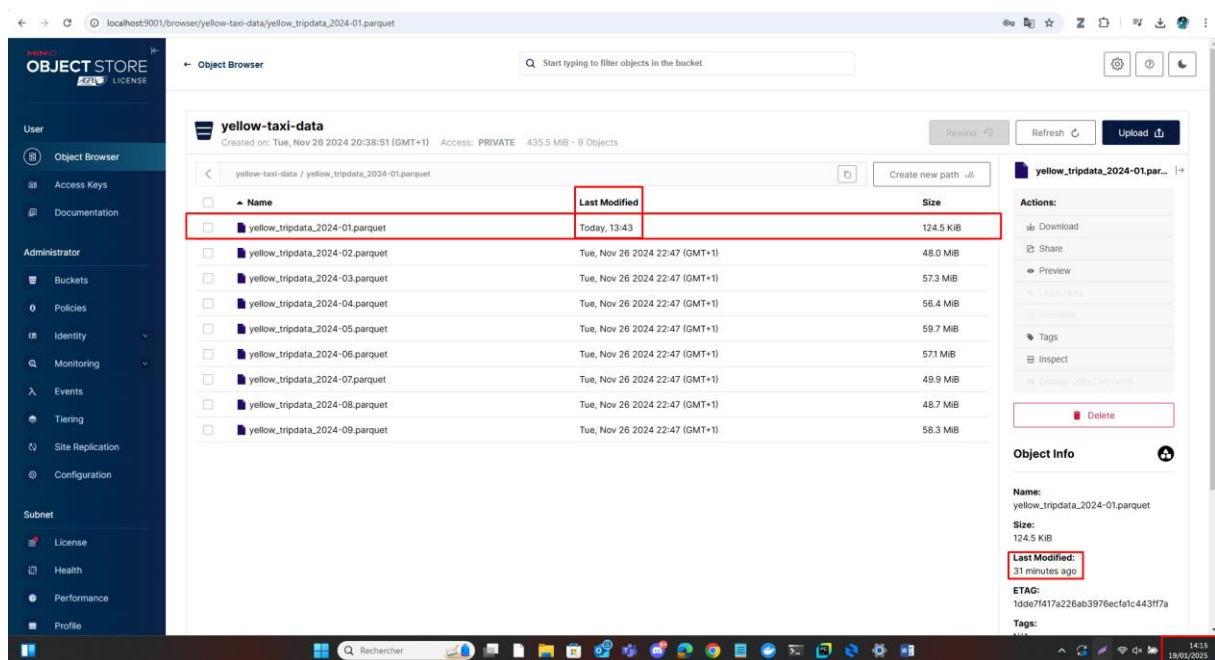 localhost:9001/browser/yellow-taxi-data/yellow_tripdata_2024-01.parquet
MINIO
OBJECT STORE
LICENSE
← Object Browser
Start typing to filter objects in the bucket
User
Object Browser
Access Keys
Documentation
Administrator
Buckets
Policies
Identity
Monitoring
Events
Tiering
Site Replication
Configuration
Subnet
License
Health
Performance
Profile
yellow-taxi-data
Created on: Tue, Nov 26 2024 20:38:51 (GMT+1) Access: PRIVATE 435.5 MiB - 9 Objects
Rewind
Refresh
Upload
yellow-taxi-data / yellow_tripdata_2024-01.parquet
Create new path
Name Last Modified Size
yellow_tripdata_2024-01.parquet Today, 13:43 124.5 KiB
yellow_tripdata_2024-02.parquet Tue, Nov 26 2024 22:47 (GMT+1) 48.0 MiB
yellow_tripdata_2024-03.parquet Tue, Nov 26 2024 22:47 (GMT+1) 57.3 MiB
yellow_tripdata_2024-04.parquet Tue, Nov 26 2024 22:47 (GMT+1) 56.4 MiB
yellow_tripdata_2024-05.parquet Tue, Nov 26 2024 22:47 (GMT+1) 59.7 MiB
yellow_tripdata_2024-06.parquet Tue, Nov 26 2024 22:47 (GMT+1) 57.1 MiB
yellow_tripdata_2024-07.parquet Tue, Nov 26 2024 22:47 (GMT+1) 49.9 MiB
yellow_tripdata_2024-08.parquet Tue, Nov 26 2024 22:47 (GMT+1) 48.7 MiB
yellow_tripdata_2024-09.parquet Tue, Nov 26 2024 22:47 (GMT+1) 58.3 MiB
yellow_tripdata_2024-01.par...
Actions:
Download
Share
Preview
Tags
Inspect
Display Object Versions
Delete
Object Info
Name:
yellow_tripdata_2024-01.parquet
Size:
124.5 KiB
Last Modified:
31 minutes ago
ETAG:
1dde7f417a226ab3976ecfa1c443ff7a
Tags:
Rechercher
14:15
19/01/2025